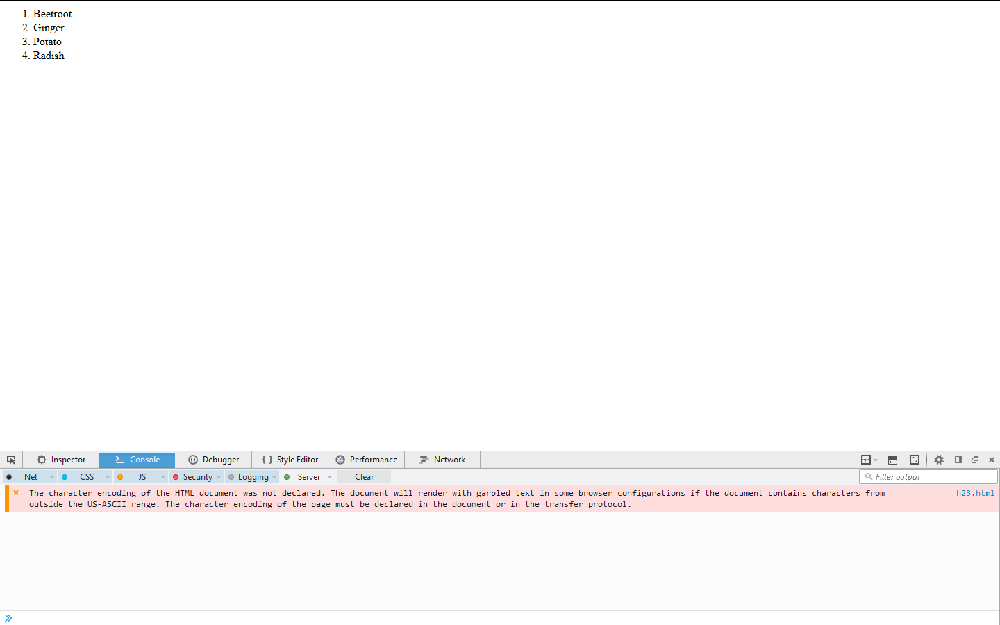 1. Beetroot
2. Ginger
3. Potato
4. Radish
Inspector Console Debugger { } Style Editor Performance Network
Net CSS JS Security Logging Server Clear Filter output
The character encoding of the HTML document was not declared. The document will render with garbled text in some browser configurations if the document contains characters from h23.html
outside the US-ASCII range. The character encoding of the page must be declared in the document or in the transfer protocol.